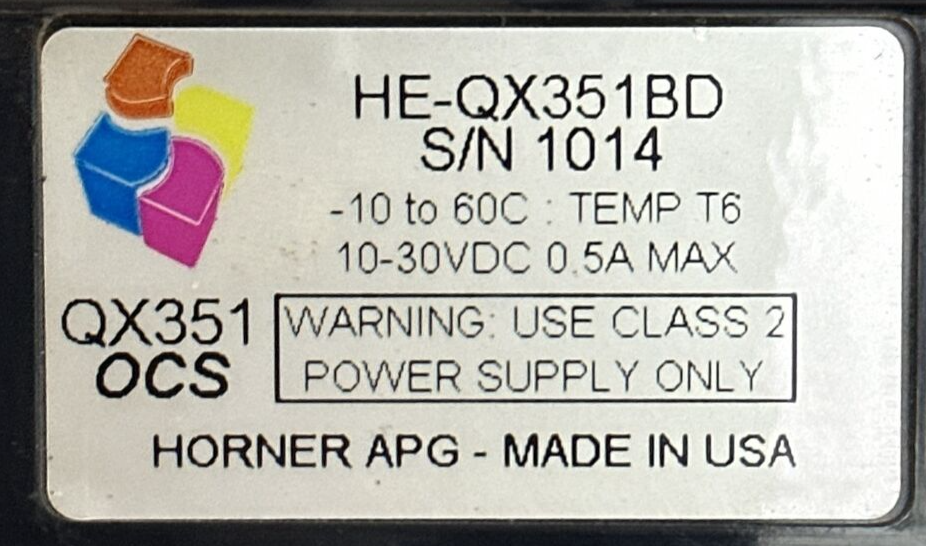 HE-QX351BD
S/N 1014
-10 to 60C : TEMP T6
10-30VDC 0.5A MAX
QX351
OCS
WARNING: USE CLASS 2
POWER SUPPLY ONLY
HORNER APG - MADE IN USA